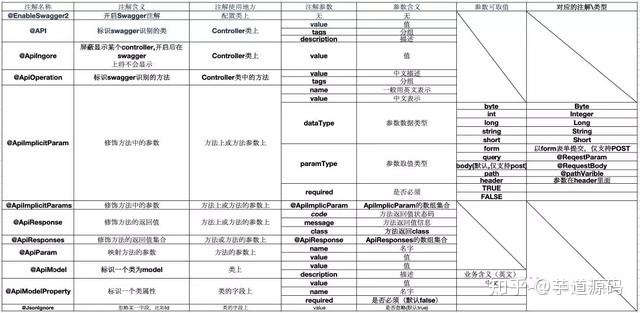 注解名称 注解含义 注解使用地方 注解参数 参数含义 参数可取值 对应的注解\类型
@EnableSwagger2 开启Swagger注解 配置类上 无 无
@API 标识swagger识别的类 Controller类上 value 值
tags 分组
description 描述
@ApiIngore 屏蔽显示某个controller,开启后在swagger上将不会显示 Controller类上 value 值
@ApiOperation 标识swagger识别的方法 Controller类中的方法 value 中文描述
tags 分组
@ApiImplicitParam 修饰方法中的参数 方法上或方法参数上 name 一般用英文表示
value 中文表示
dataType 参数数据类型 byte Byte
int Integer
long Long
string String
short Short
paramType 参数取值类型 form 以form表单提交，仅支持POST
query @ReqestParam
body(默认,仅支持post) @RequestBody
path @pathVarible
header 参数在header里面
required 是否必须 TRUE
FALSE
@ApiImplicitParams 修饰方法中的参数 方法上或方法的参数上 @ApiImplicParam ApiImplicParam的数组集合
@ApiResponse 修饰方法的返回值 方法上或方法的参数上 code 方法返回值状态码
message 方法返回值信息
class 方法返回class
@ApiResponses 修饰方法的返回值集合 方法或方法的参数上 @ApiResponse ApiResponses的数组集合
@ApiParam 映射方法的参数 方法的参数上 name 名字
value 值
@ApiModel 标识一个类为model 类上 value 值
description 描述 业务含义（英文）
@ApiModelProperty 标识一个类属性 类的字段上 value 值
name 名字
required 是否必须（默认false）
@JsonIgnore 忽略某一字段，比如id 类的字段上 value 是否忽略(默认true)
知乎 @芋道源码